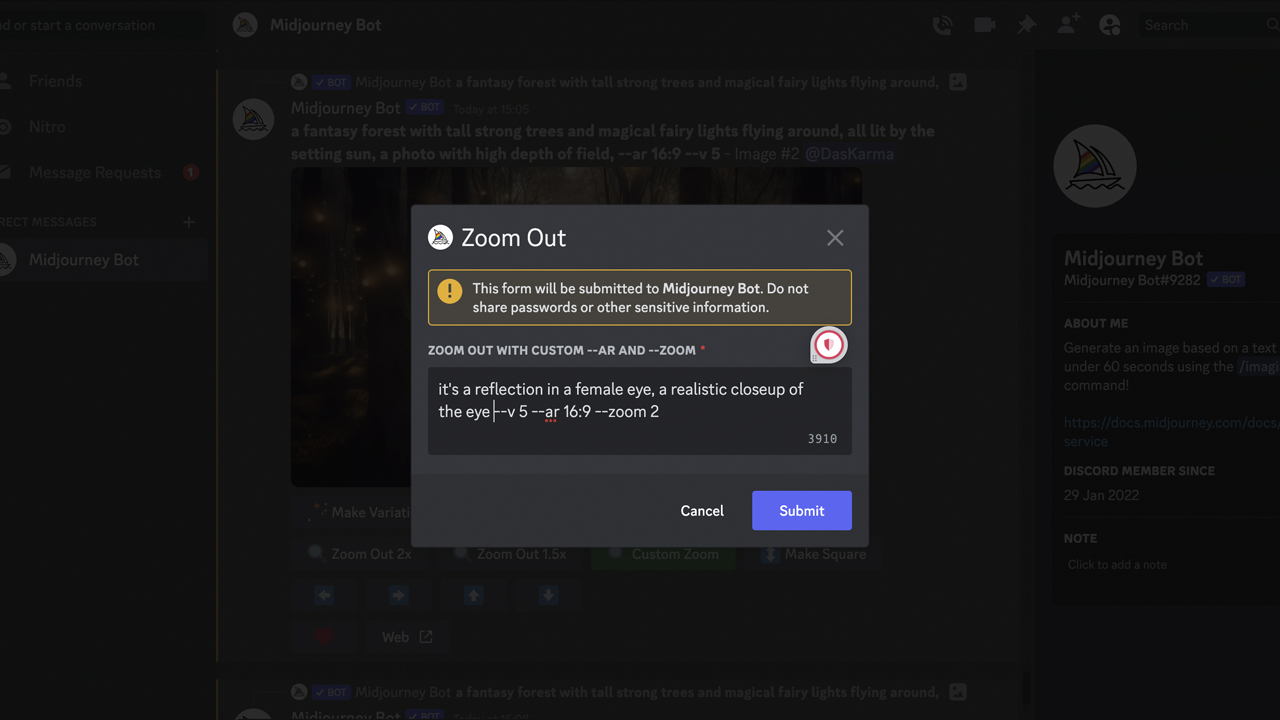 nd or start a conversation
Midjourney Bot
Search
Friends
Nitro
Message Requests
1
RECT MESSAGES
+
Midjourney Bot
BOT Midjourney Bot a fantasy forest with tall strong trees and magical fairy lights flying around,
Midjourney Bot BOT Today at 15:05
a fantasy forest with tall strong trees and magical fairy lights flying around, all lit by the
setting sun, a photo with high depth of field, --ar 16:9 --v 5 - Image #2 @DasKarma
Zoom Out
This form will be submitted to Midjourney Bot. Do not
share passwords or other sensitive information.
ZOOM OUT WITH CUSTOM --AR AND --ZOOM *
it's a reflection in a female eye, a realistic closeup of
the eye --v 5 --ar 16:9 --zoom 2
3910
Cancel
Submit
Make Variati
Zoom Out 2x
Zoom Out 1.5x
Custom Zoom
Make Square
Web
BOT Midjourney Bot a fantasy forest with tall strong trees and magical fairy lights flying around,
Midjourney Bot BOT Today at 15:05
Midjourney Bot
Midjourney Bot#9282 BOT
ABOUT ME
Generate an image based on a text
under 60 seconds using the /imagi
command!
https://docs.midjourney.com/docs/
service.
DISCORD MEMBER SINCE
29 Jan 2022
NOTE
Click to add a note